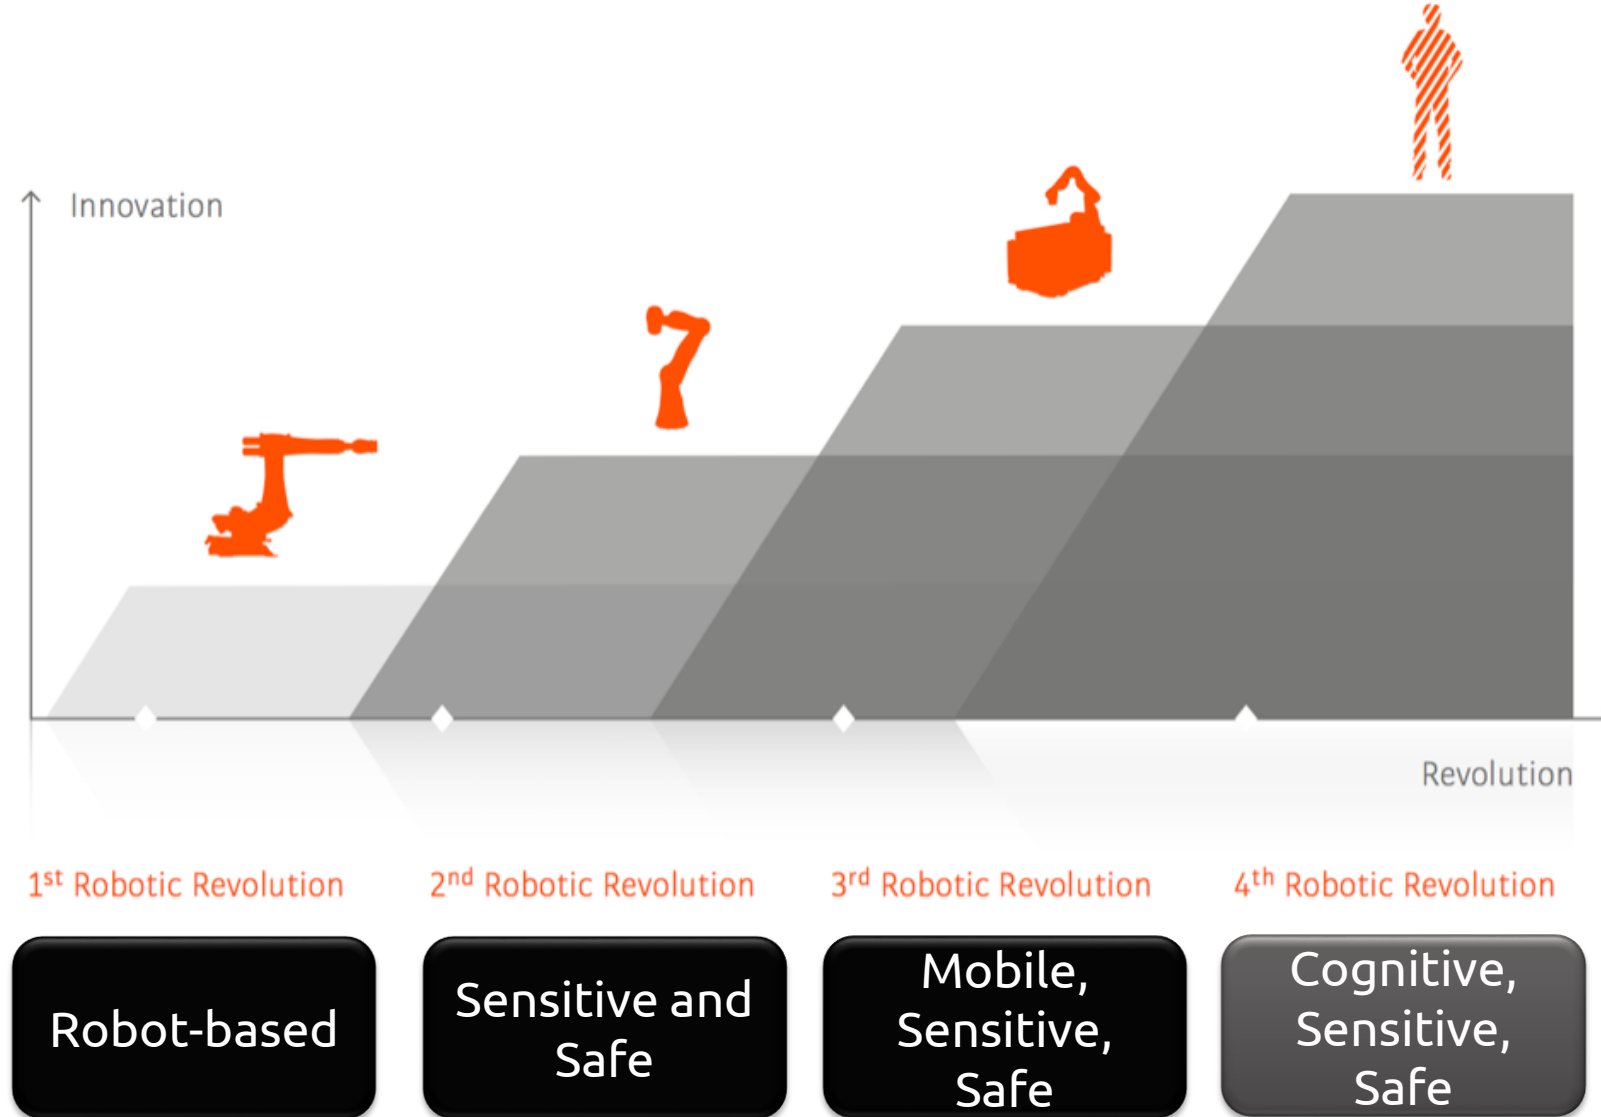 Innovation
Revolution
1st Robotic Revolution
2nd Robotic Revolution
3rd Robotic Revolution
4th Robotic Revolution
Robot-based
Sensitive and
Safe
Mobile,
Sensitive,
Safe
Cognitive,
Sensitive,
Safe